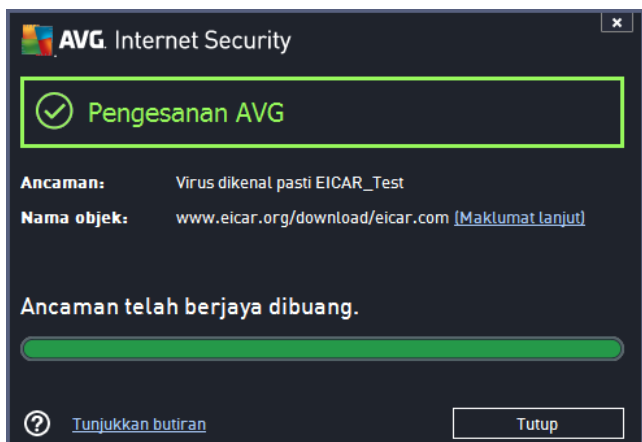 AVG. Internet Security
Pengesanan AVG
Ancaman: Virus dikenal pasti EICAR_Test
Nama objek: www.eicar.org/download/eicar.com (Maklumat lanjut)
Ancaman telah berjaya dibuang.
? Tunjukkan butiran Tutup